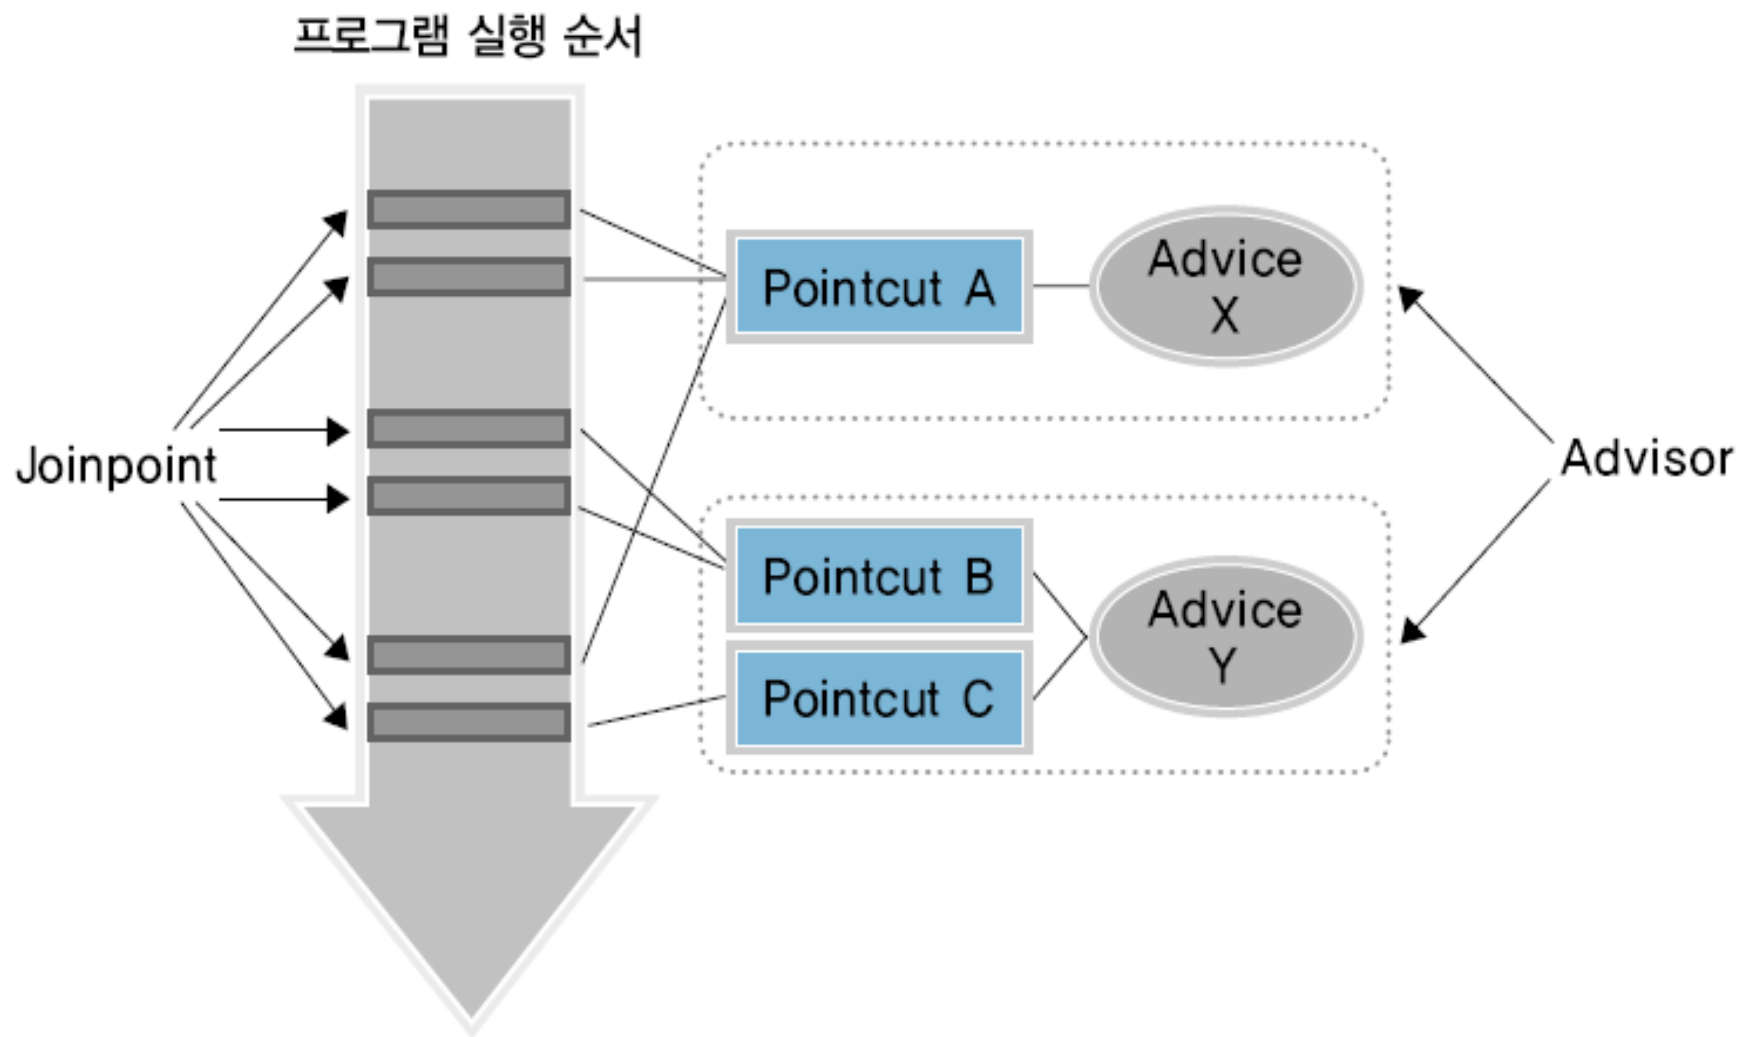 프로그램 실행 순서
Joinpoint
Pointcut A
Advice
X
Pointcut B
Pointcut C
Advice
Y
Advisor